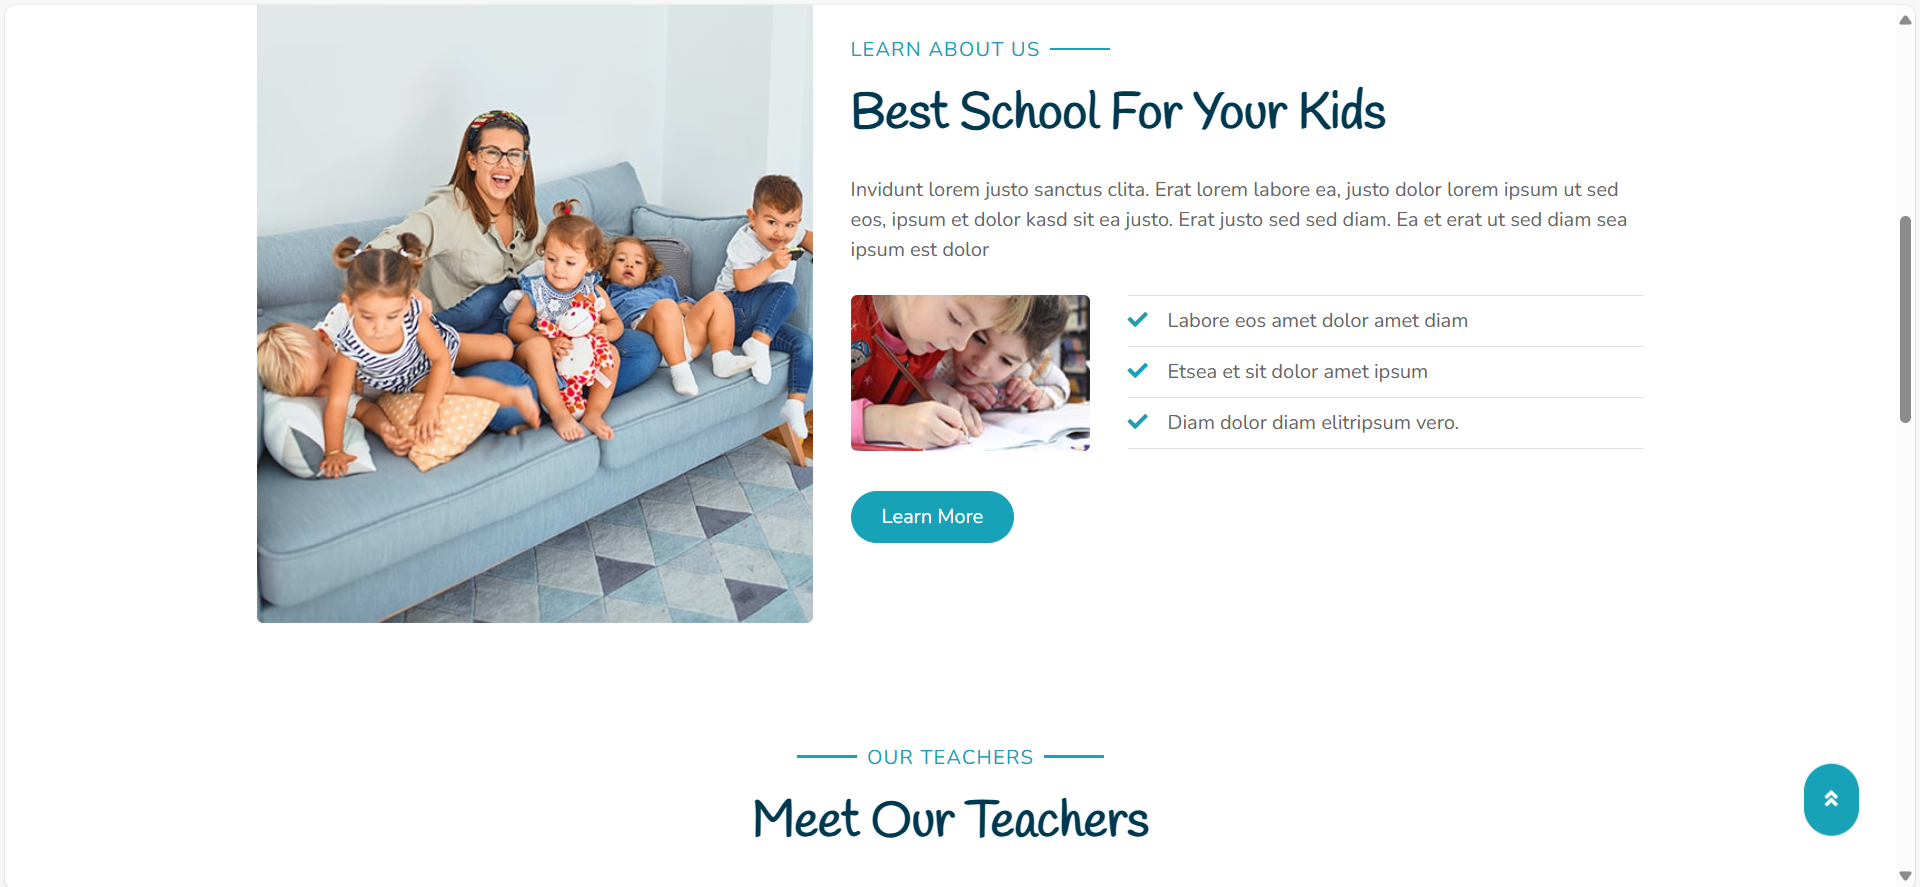 LEARN ABOUT US
Best School For Your Kids
Invidunt lorem justo sanctus clita. Erat lorem labore ea, justo dolor lorem ipsum ut sed
eos, ipsum et dolor kasd sit ea justo. Erat justo sed sed diam. Ea et erat ut sed diam sea
ipsum est dolor
Labore eos amet dolor amet diam
Etsea et sit dolor amet ipsum
Diam dolor diam elitripsum vero.
Learn More
OUR TEACHERS
Meet Our Teachers